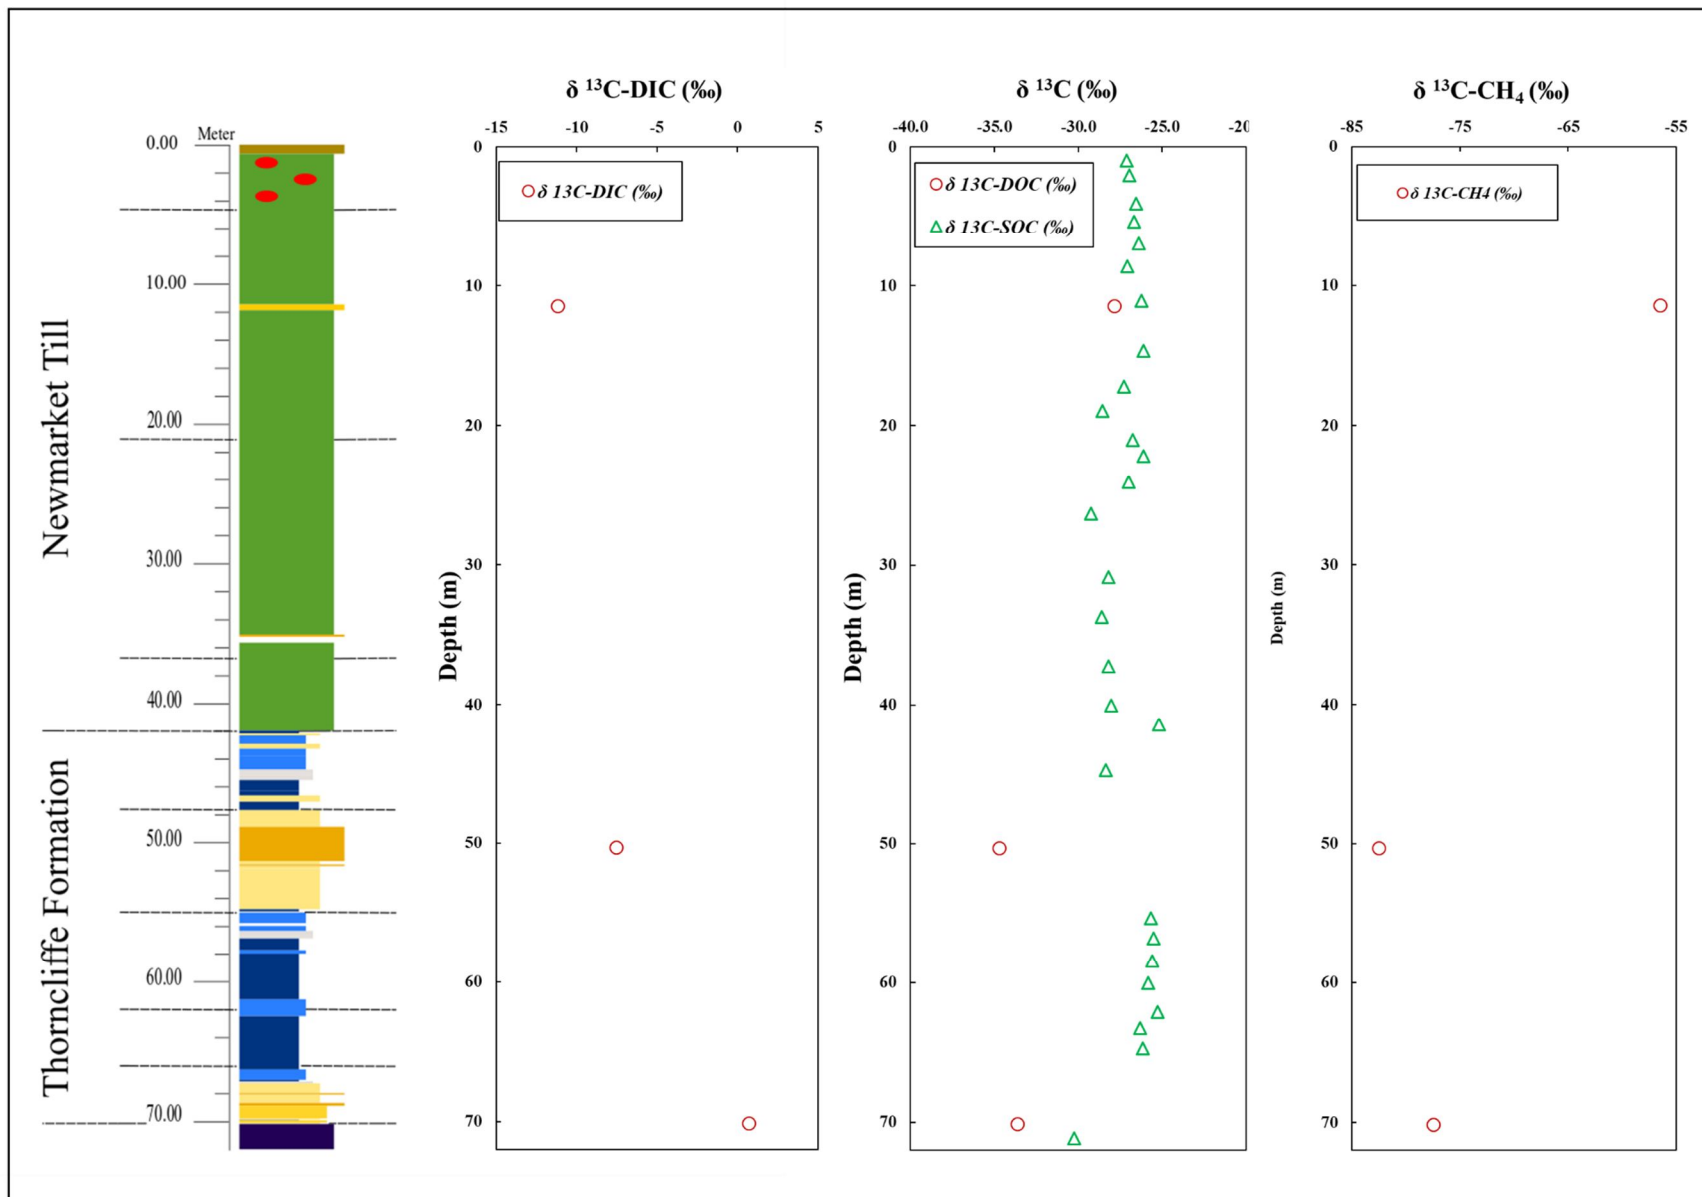 Newmarket Till
Thorncliffe Formation
Meter
0.00
10.00
20.00
30.00
40.00
50.00
60.00
70.00
δ ¹³C-DIC (‰)
-15 -10 -5 0 5
0
10
20
30
40
50
60
70
Depth (m)
δ 13C-DIC (‰)
δ ¹³C (‰)
-40.0 -35.0 -30.0 -25.0 -20
0
10
20
30
40
50
60
70
Depth (m)
δ 13C-DOC (‰)
δ 13C-SOC (‰)
δ ¹³C-CH₄ (‰)
-85 -75 -65 -55
0
10
20
30
40
50
60
70
Depth (m)
δ 13C-CH4 (‰)